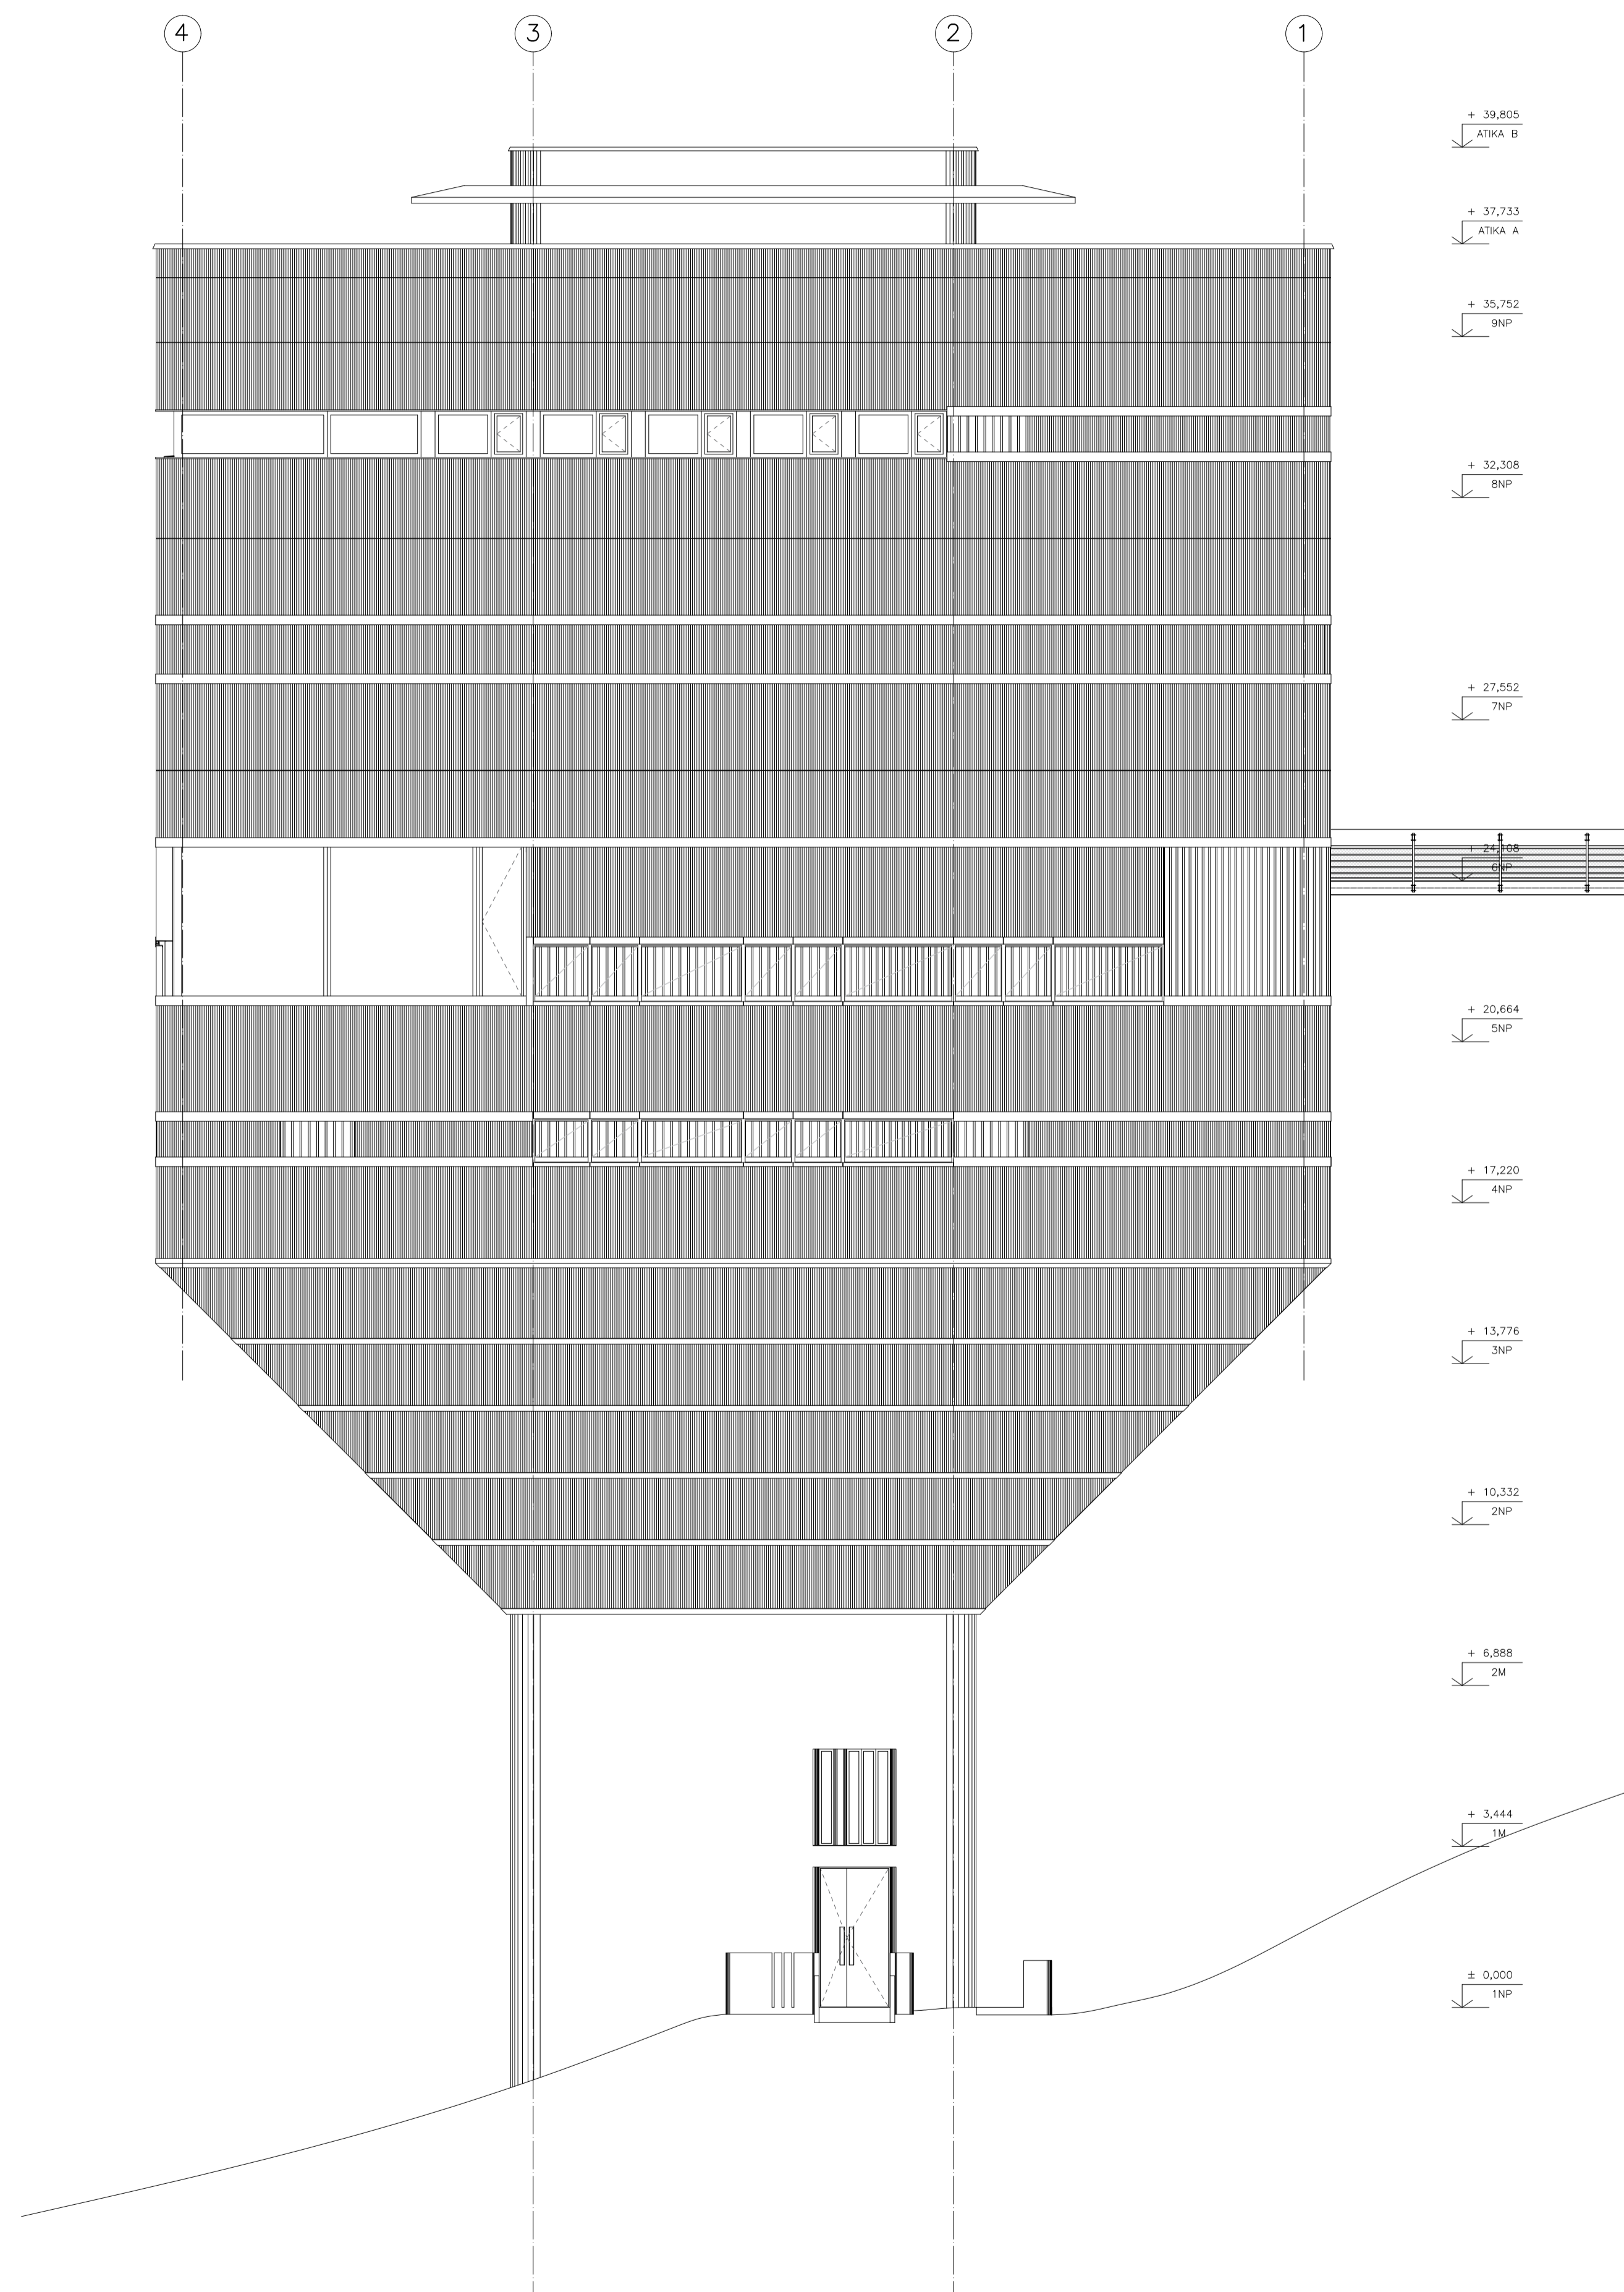 4 3 2 1
+ 39,805
ATIKA B
+ 37,733
ATIKA A
+ 35,752
9NP
+ 32,308
8NP
+ 27,552
7NP
+ 24,108
6NP
+ 20,664
5NP
+ 17,220
4NP
+ 13,776
3NP
+ 10,332
2NP
+ 6,888
2M
+ 3,444
1M
± 0,000
1NP